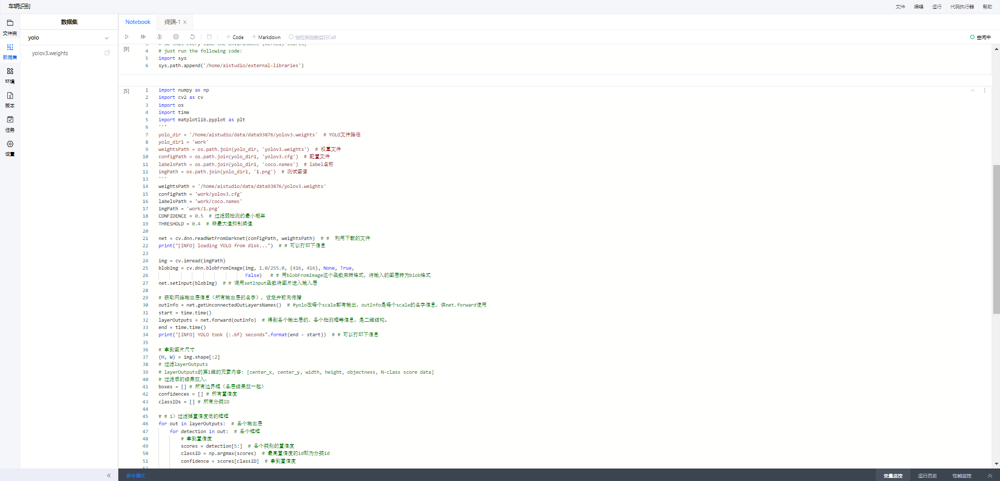 车辆识别
文件 编辑 运行 代码执行器 帮助
文件夹
数据集
环境
版本
任务
设置
数据集
yolo
yolov3.weights
Notebook 终端-1 ×
+ Code + Markdown 定位到当前运行Cell
空闲中
[9]
4 # just run the following code:
5 import sys
6 sys.path.append('/home/aistudio/external-libraries')
[5]
1 import numpy as np
2 import cv2 as cv
3 import os
4 import time
5 import matplotlib.pyplot as plt
6 '''
7 yolo_dir = '/home/aistudio/data/data93876/yolov3.weights'  # YOLO文件路径
8 yolo_dir1 = 'work'
9 weightsPath = os.path.join(yolo_dir, 'yolov3.weights')  # 权重文件
10 configPath = os.path.join(yolo_dir1, 'yolov3.cfg')  # 配置文件
11 labelsPath = os.path.join(yolo_dir1, 'coco.names')  # label名称
12 imgPath = os.path.join(yolo_dir1, '1.png')  # 测试图像
13 '''
14 weightsPath = '/home/aistudio/data/data93876/yolov3.weights'
15 configPath = 'work/yolov3.cfg'
16 labelsPath = 'work/coco.names'
17 imgPath = 'work/1.png'
18 CONFIDENCE = 0.5  # 过滤弱检测的最小概率
19 THRESHOLD = 0.4  # 非最大值抑制阈值
20
21 net = cv.dnn.readNetFromDarknet(configPath, weightsPath)  # #  利用下载的文件
22 print("[INFO] loading YOLO from disk...")  # # 可以打印下信息
23
24 img = cv.imread(imgPath)
25 blobImg = cv.dnn.blobFromImage(img, 1.0/255.0, (416, 416), None, True,
26 False)   # # 用blobFromImage这个函数来转格式，将输入的图层转为biob格式
27 net.setInput(blobImg)  # # 调用setInput函数将图片送入输入层
28
29 # 获取网络输出层信息（所有输出层的名字），设定并前向传播
30 outInfo = net.getUnconnectedOutLayersNames()  # #yolo在每个scale都有输出，outInfo是每个scale的名字信息，供net.forward使用
31 start = time.time()
32 layerOutputs = net.forward(outInfo)  # 得到各个输出层的、各个检测框等信息，是二维结构。
33 end = time.time()
34 print("[INFO] YOLO took {:.6f} seconds".format(end - start))  # # 可以打印下信息
35
36 # 拿到图片尺寸
37 (H, W) = img.shape[:2]
38 # 过滤layerOutputs
39 # layerOutputs的第1维的元素内容: [center_x, center_y, width, height, objectness, N-class score data]
40 # 过滤后的结果放入：
41 boxes = [] # 所有边界框（各层结果放一起）
42 confidences = [] # 所有置信度
43 classIDs = [] # 所有分类ID
44
45 # # 1）过滤掉置信度低的框框
46 for out in layerOutputs:  # 各个输出层
47 for detection in out:  # 各个框框
48 # 拿到置信度
49 scores = detection[5:]  # 各个类别的置信度
50 classID = np.argmax(scores)  # 最高置信度的id即为分类id
51 confidence = scores[classID]  # 拿到置信度
« 命令模式 变量监控 运行历史 性能监控